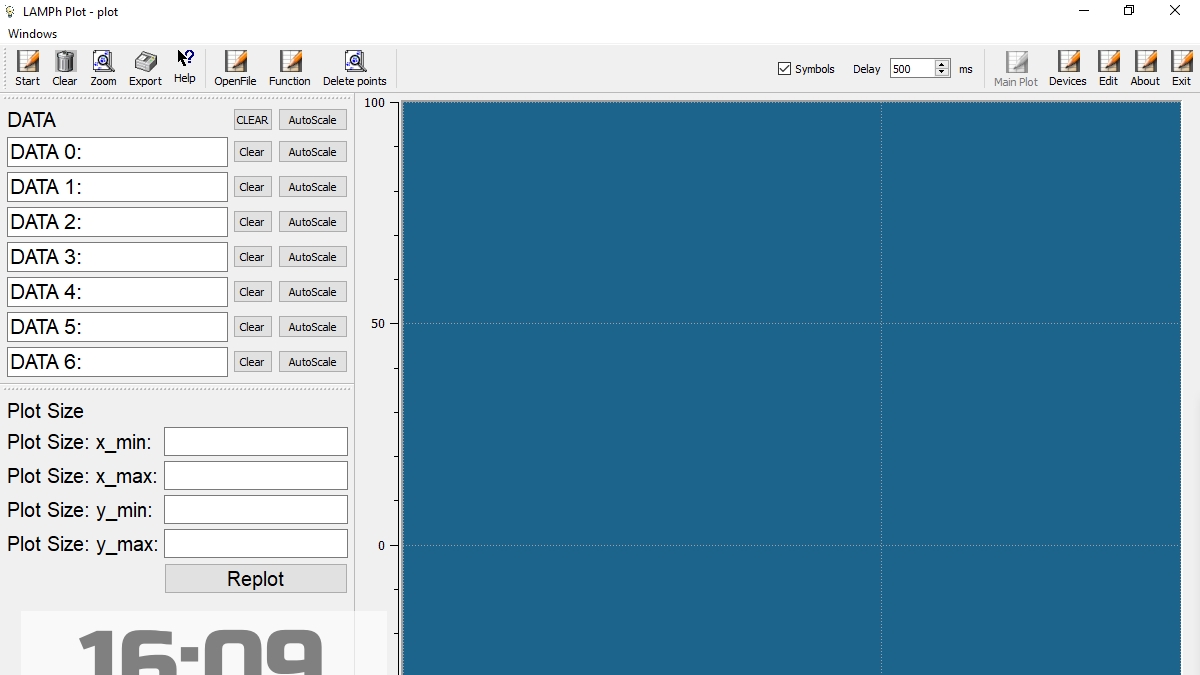 LAMPh Plot - plot
Windows
Start Clear Zoom Export Help OpenFile Function Delete points Symbols Delay 500 ms Main Plot Devices Edit About Exit
DATA CLEAR AutoScale
DATA 0: Clear AutoScale
DATA 1: Clear AutoScale
DATA 2: Clear AutoScale
DATA 3: Clear AutoScale
DATA 4: Clear AutoScale
DATA 5: Clear AutoScale
DATA 6: Clear AutoScale
Plot Size
Plot Size: x_min:
Plot Size: x_max:
Plot Size: y_min:
Plot Size: y_max:
Replot
16:09
100
50
0